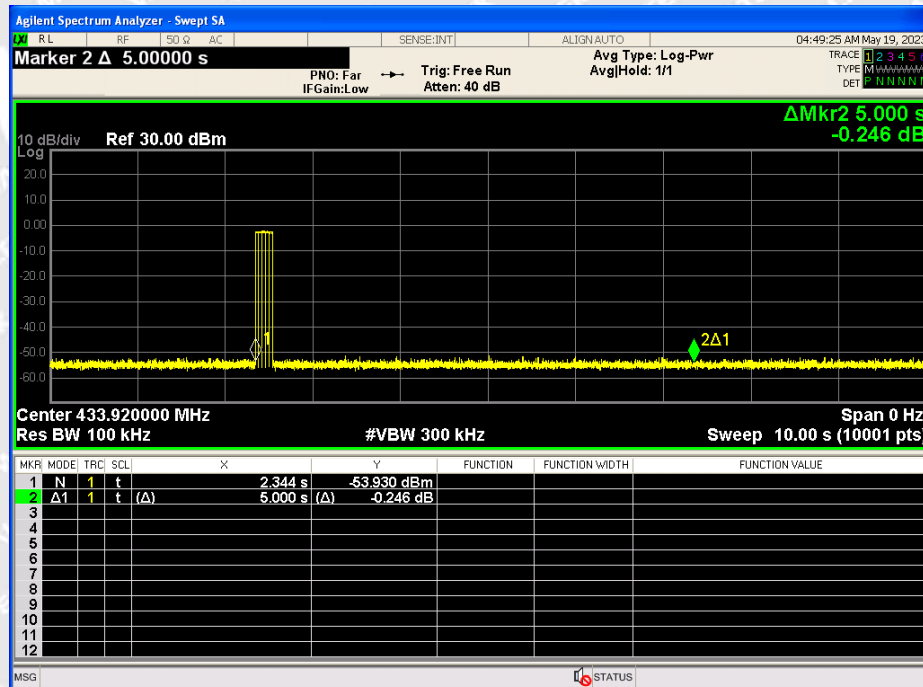 Agilent Spectrum Analyzer - Swept SA
LXI RL RF 50 Ω AC SENSE:INT ALIGN AUTO 04:49:25 AM May 19, 2023
Marker 2 Δ 5.00000 s
PNO: Far
IFGain:Low
Trig: Free Run
Atten: 40 dB
Avg Type: Log-Pwr
Avg|Hold: 1/1
TRACE 1 2 3 4 5
TYPE M
DET P N N N N
ΔMkr2 5.000 s
-0.246 dB
10 dB/div Ref 30.00 dBm
Log
20.0
10.0
0.00
-10.0
-20.0
-30.0
-40.0
1
2Δ1
-50.0
-60.0
Center 433.920000 MHz Span 0 Hz
Res BW 100 kHz #VBW 300 kHz Sweep 10.00 s (10001 pts)
MKR MODE TRC SCL X Y FUNCTION FUNCTION WIDTH FUNCTION VALUE
1 N 1 t 2.344 s -53.930 dBm
2 Δ1 1 t (Δ) 5.000 s (Δ) -0.246 dB
3
4
5
6
7
8
9
10
11
12
MSG STATUS